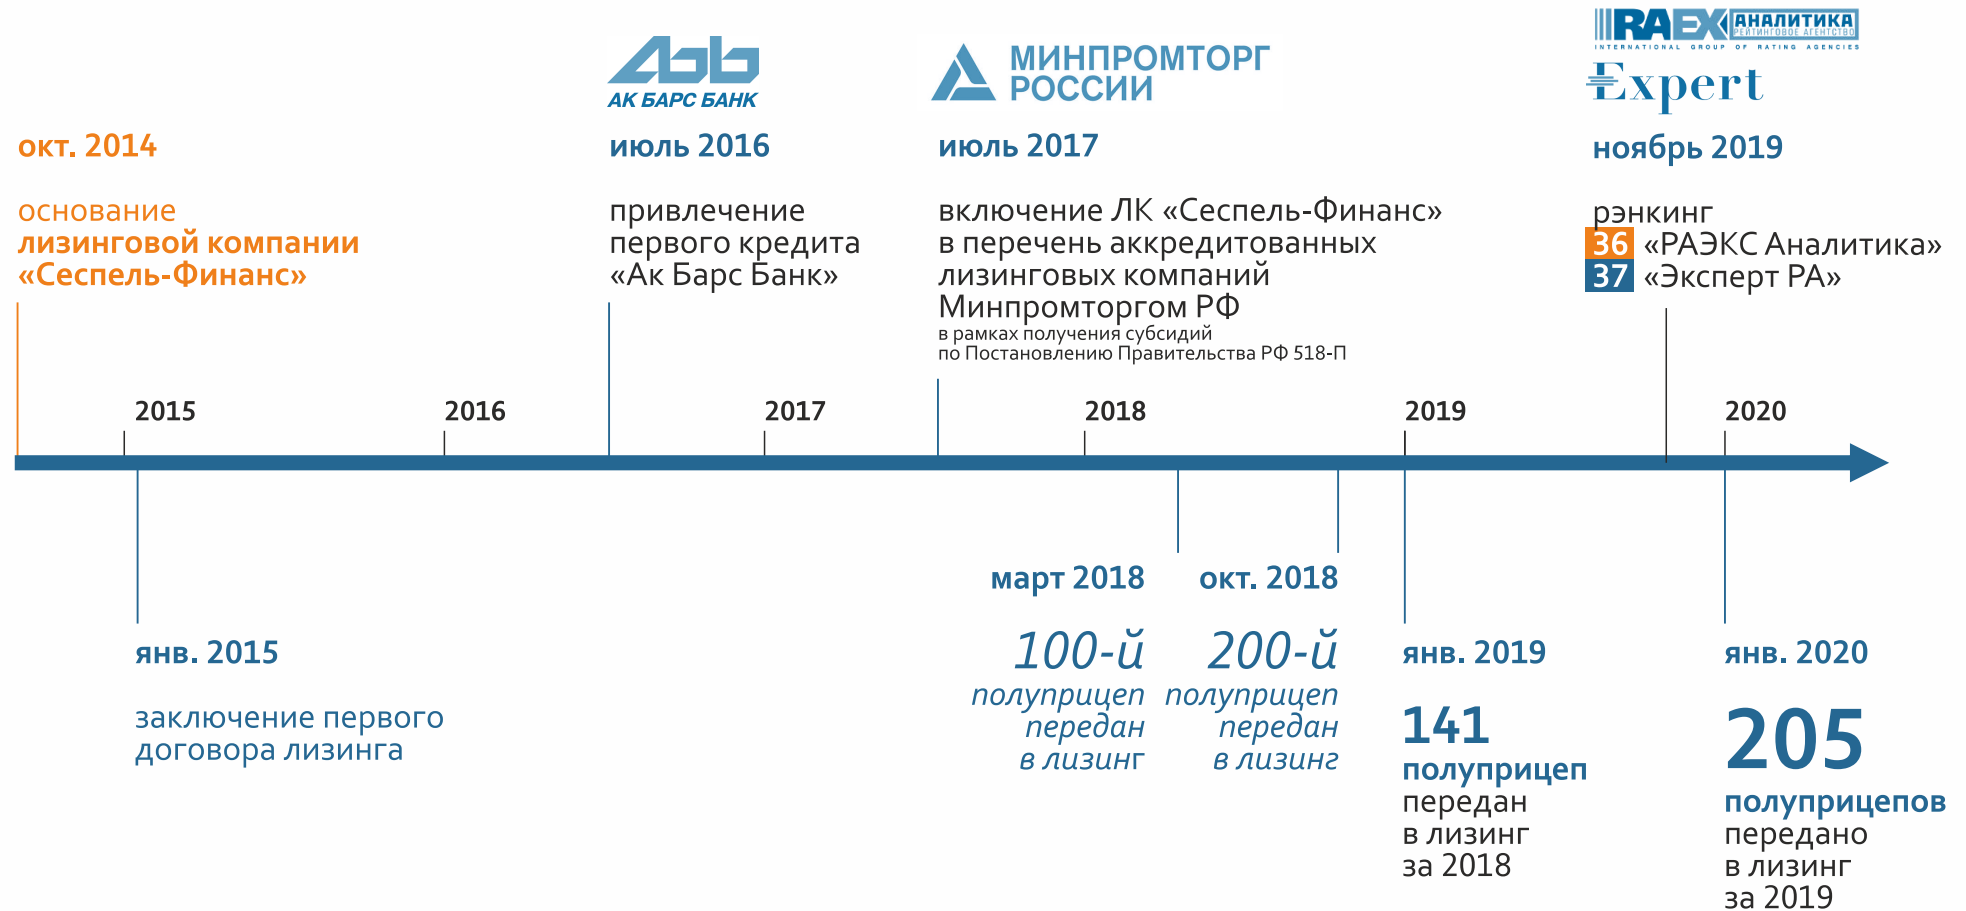 АК БАРС БАНК
МИНПРОМТОРГ
РОССИИ
RAEX АНАЛИТИКА
РЕЙТИНГОВОЕ АГЕНТСТВО
INTERNATIONAL GROUP OF RATING AGENCIES
Expert
окт. 2014
основание
лизинговой компании
«Сеспель-Финанс»
июль 2016
привлечение
первого кредита
«Ак Барс Банк»
июль 2017
включение ЛК «Сеспель-Финанс»
в перечень аккредитованных
лизинговых компаний
Минпромторгом РФ
в рамках получения субсидий
по Постановлению Правительства РФ 518-П
ноябрь 2019
рэнкинг
36 «РАЭКС Аналитика»
37 «Эксперт РА»
2015
2016
2017
2018
2019
2020
янв. 2015
заключение первого
договора лизинга
март 2018
100-й
полуприцеп
передан
в лизинг
окт. 2018
200-й
полуприцеп
передан
в лизинг
янв. 2019
141
полуприцеп
передан
в лизинг
за 2018
янв. 2020
205
полуприцепов
передано
в лизинг
за 2019